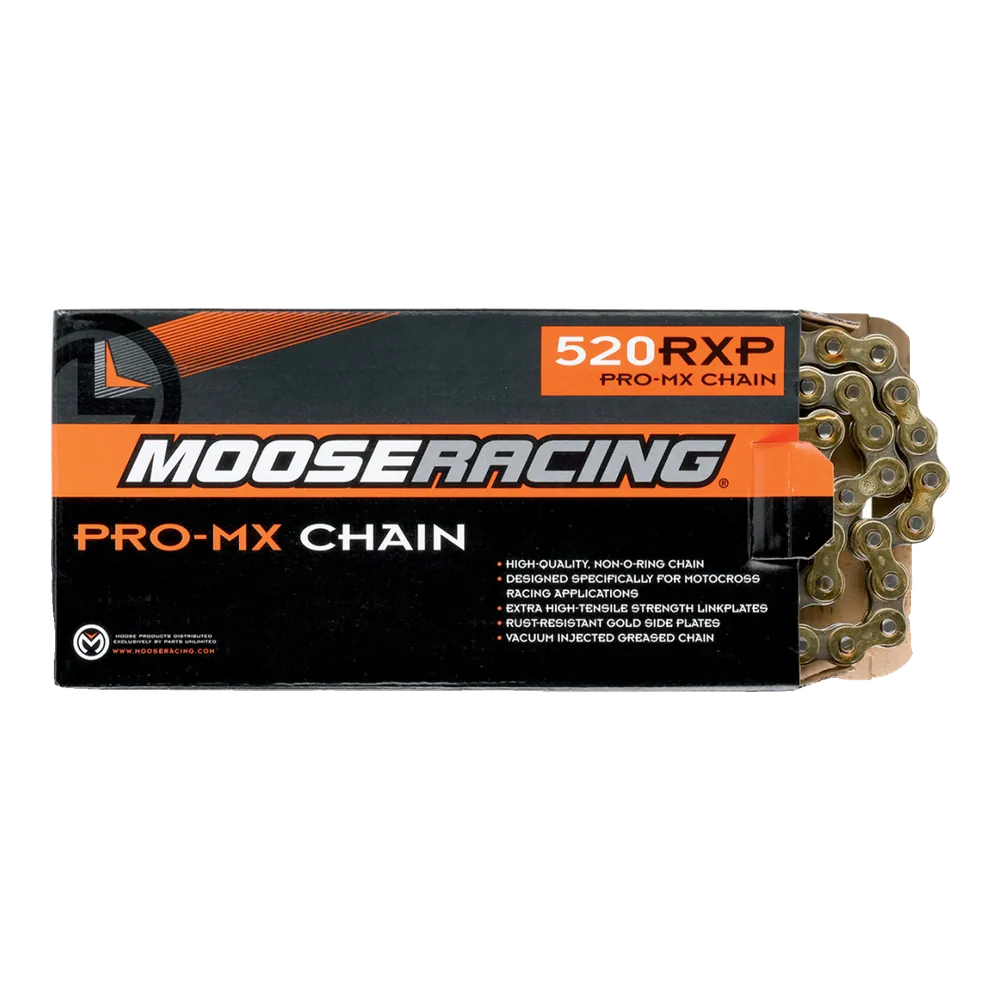 520RXP
PRO-MX CHAIN
MOOSERACING®
PRO-MX CHAIN
• HIGH-QUALITY, NON-O-RING CHAIN
• DESIGNED SPECIFICALLY FOR MOTOCROSS
RACING APPLICATIONS
• EXTRA HIGH-TENSILE STRENGTH LINKPLATES
• RUST-RESISTANT GOLD SIDE PLATES
• VACUUM INJECTED GREASED CHAIN
MOOSE PRODUCTS DISTRIBUTED
EXCLUSIVELY BY PARTS UNLIMITED
WWW.MOOSERACING.COM